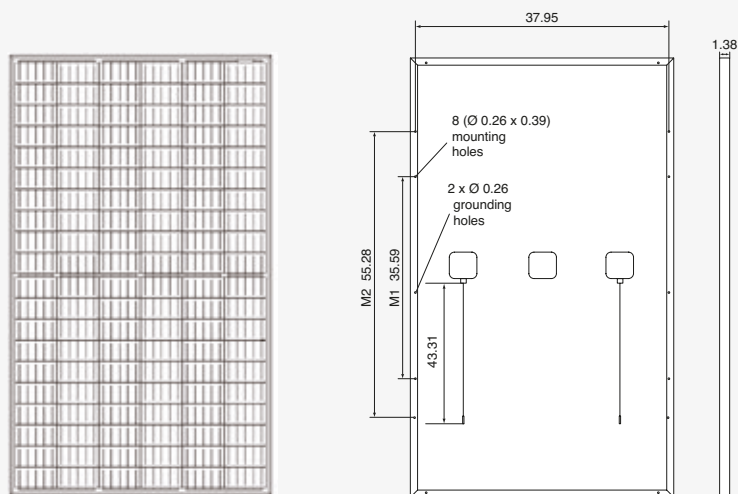 37.95
1.38
8 (Ø 0.26 x 0.39)
mounting
holes
2 x Ø 0.26
grounding
holes
M2 55.28
M1 35.59
43.31